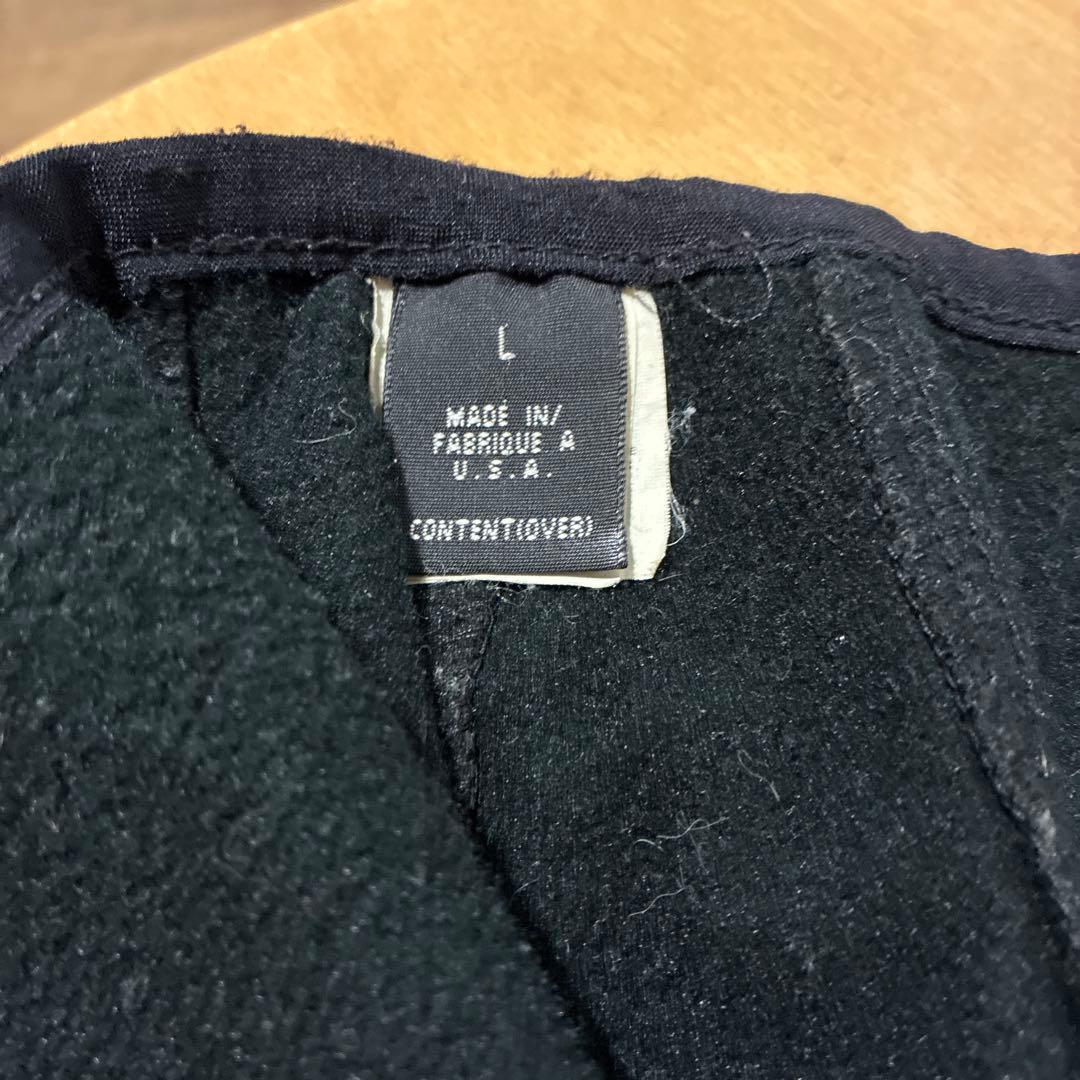 L
MADE IN/
FABRIQUE A
U.S.A.
CONTENT(OVER)